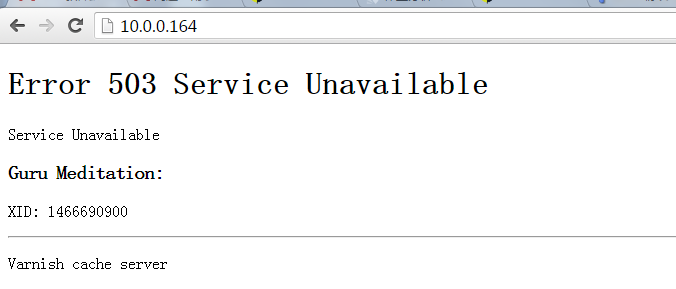 10.0.0.164
Error 503 Service Unavailable
Service Unavailable
Guru Meditation:
XID: 1466690900
Varnish cache server